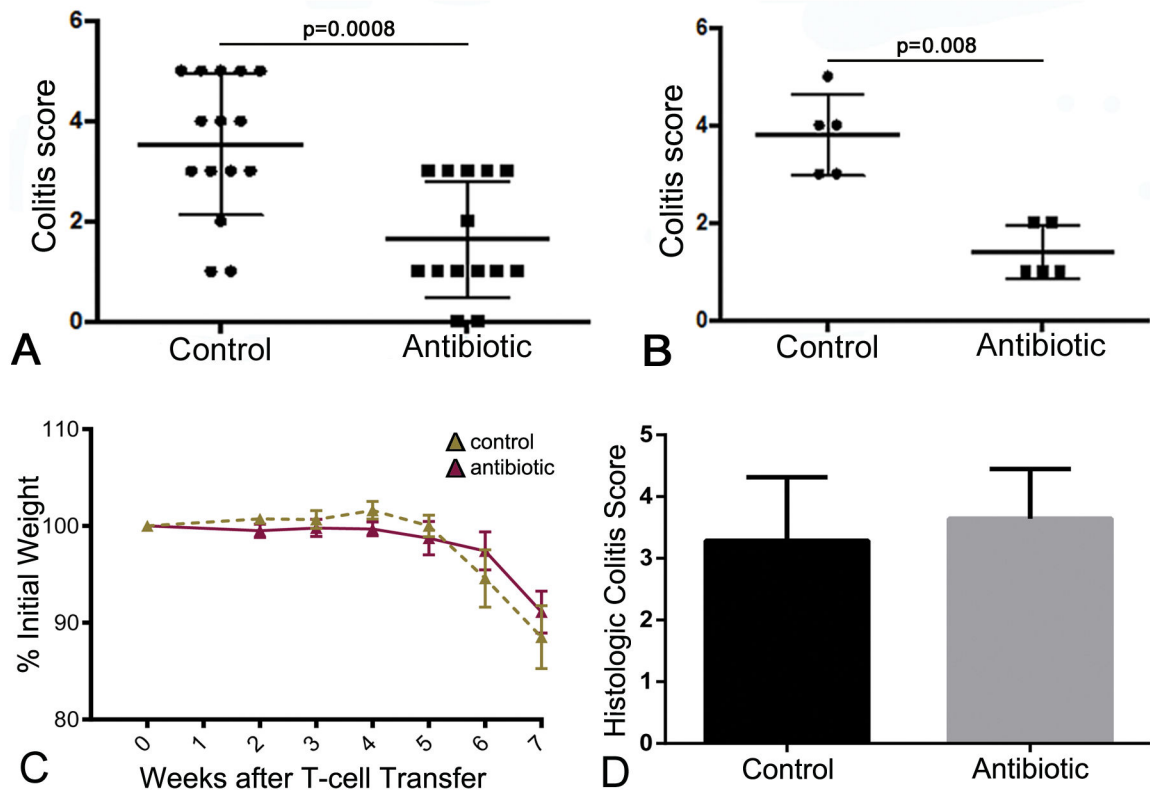 6
p=0.0008
4
2
0
Colitis score
Control
Antibiotic
A
6
p=0.008
4
2
0
Colitis score
Control
Antibiotic
B
110
100
90
80
% Initial Weight
control
antibiotic
0 1 2 3 4 5 6 7
Weeks after T-cell Transfer
C
5
4
3
2
1
0
Histologic Colitis Score
Control
Antibiotic
D